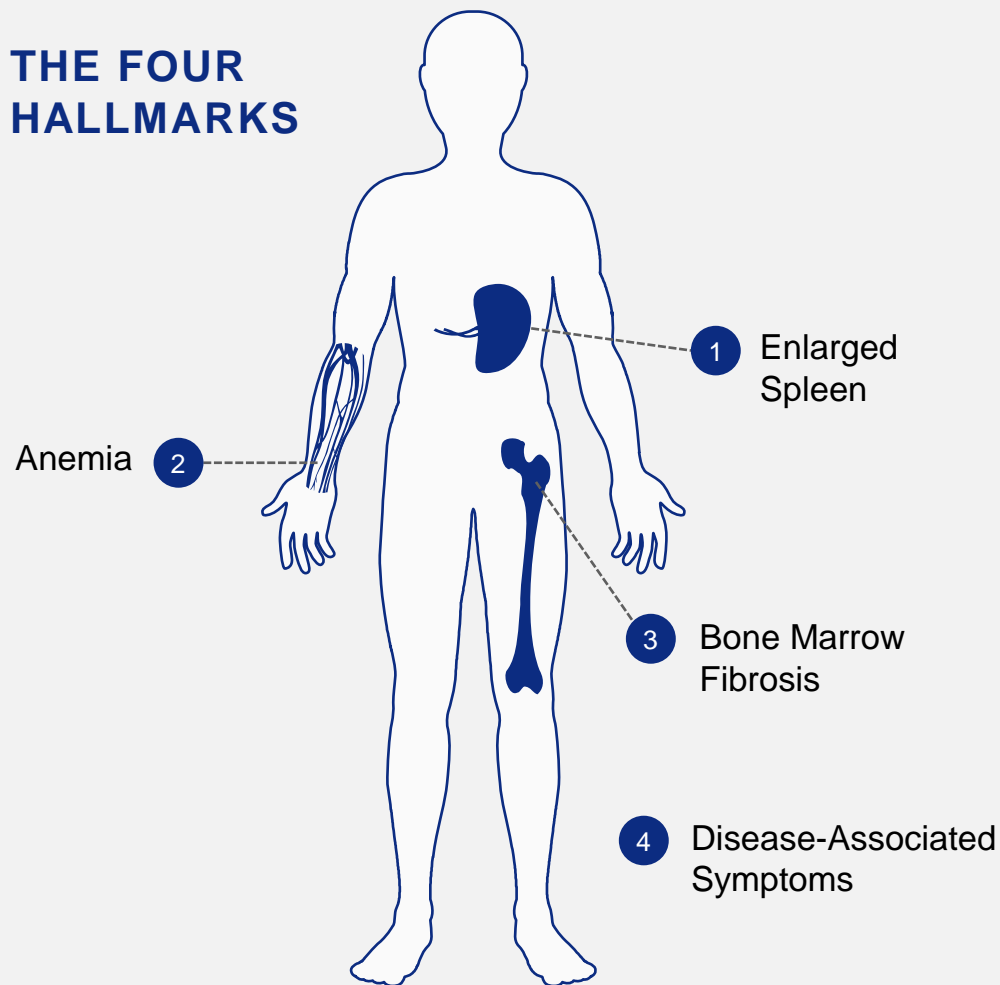 THE FOUR
HALLMARKS
1
Enlarged
Spleen
Anemia
2
3
Bone Marrow
Fibrosis
4
Disease-Associated
Symptoms